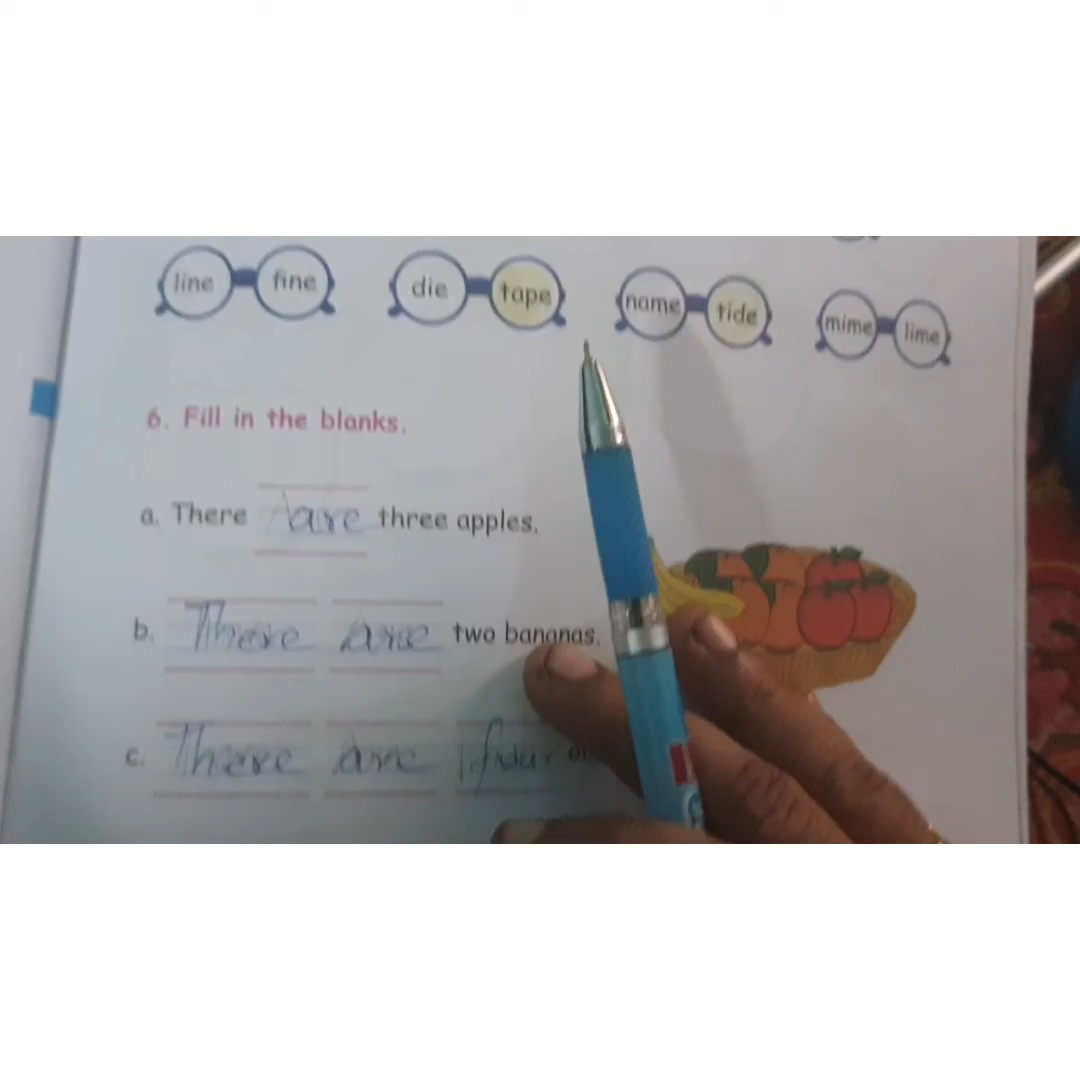 line fine die tape name tide mime lime
6. Fill in the blanks.
a. There are three apples.
b. There are two bananas.
c. There are four